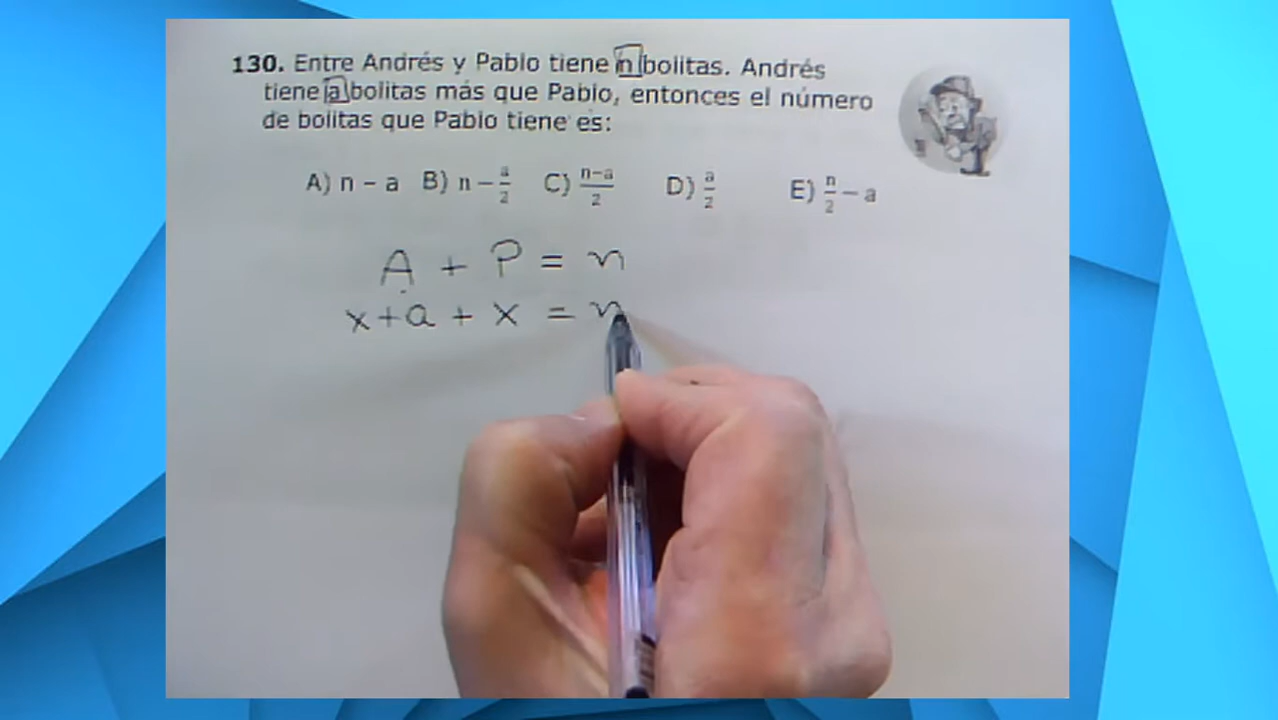 130. Entre Andrés y Pablo tiene n bolitas. Andrés
tiene a bolitas más que Pablo, entonces el número
de bolitas que Pablo tiene es:
A) n - a B) n - a/2 C) n-a/2 D) a/2 E) n/2 - a
A + P = n
x+a + x = n